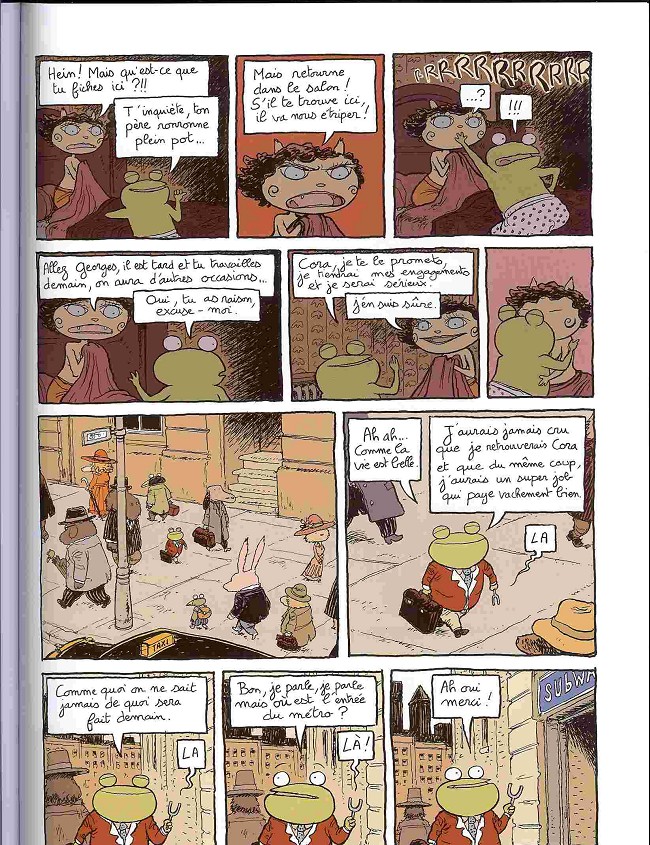 Hein! Mais qu'est-ce que
tu fiches ici ?!!
T'inquiète, ton
père ronronne
plein pot...
Mais retourne
dans le salon!
S'il te trouve ici,
il va nous étriper!
RRRRRRRRRRR
...?
!!!
Allez Georges, il est tard et tu travailles
demain, on aura d'autres occasions...
Oui, tu as raison,
excuse-moi.
Cora, je te le promets,
je tiendrai mes engagements
et je serai sérieux.
J'en suis sûre.
Ah ah...
Comme la
vie est belle.
J'aurais jamais cru
que je retrouverais Cora
et que du même coup,
j'aurais un super job
qui paye vachement bien.
LA
TAXI
Comme quoi on ne sait
jamais de quoi sera
fait demain.
LA
Bon, je parle, je parle
mais où est l'entrée
du métro ?
LÀ!
Ah oui
merci!
SUBWA